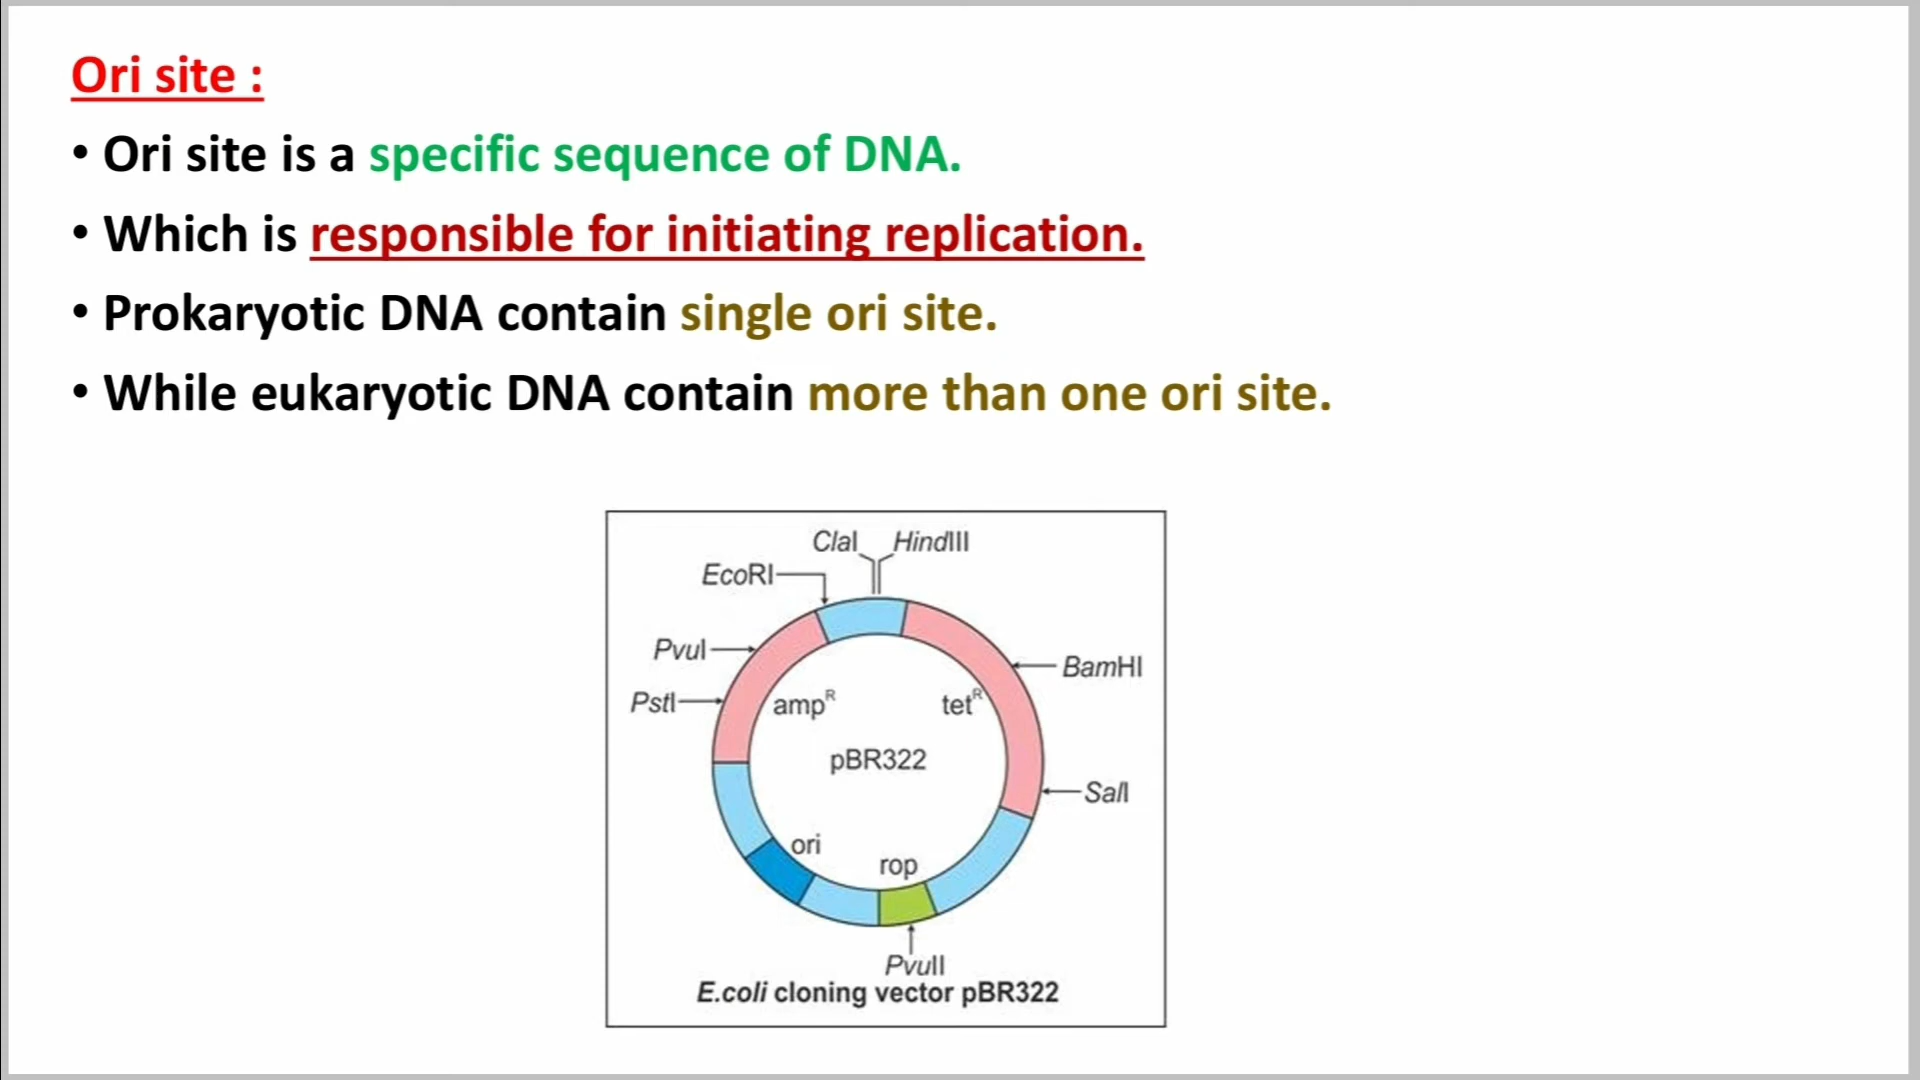 Ori site :
• Ori site is a specific sequence of DNA.
• Which is responsible for initiating replication.
• Prokaryotic DNA contain single ori site.
• While eukaryotic DNA contain more than one ori site.
ClaI HindIII
EcoRI
PvuI
BamHI
PstI
ampR tetR
pBR322
SalI
ori
rop
PvuII
E.coli cloning vector pBR322